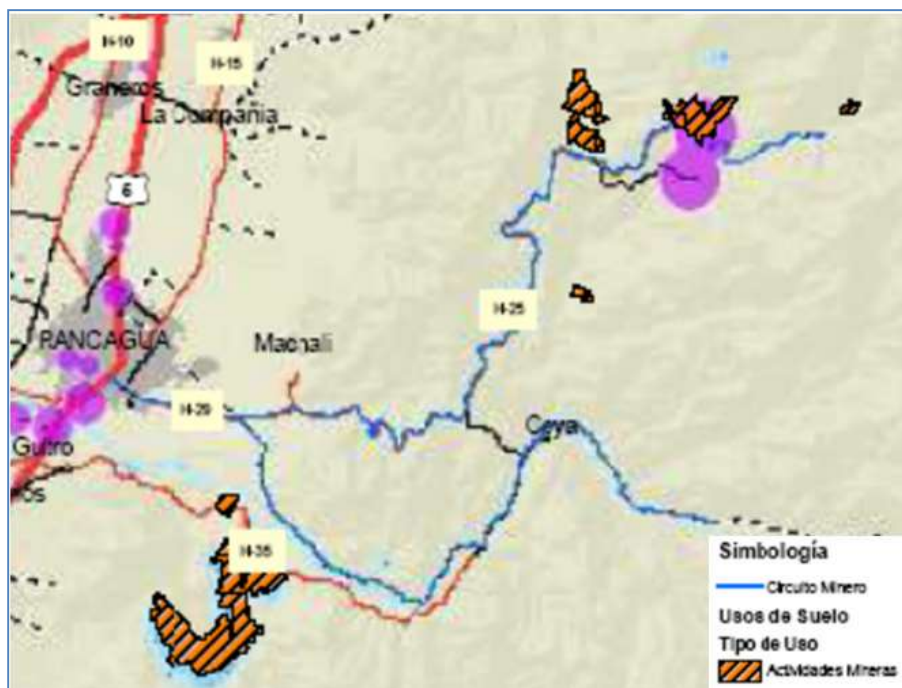 H-10
H-15
Graneros
La Compañia
6
H-25
RANCAGUA
Machali
H-29
Coya
Gultro
H-35
Simbología
Circuito Minero
Usos de Suelo
Tipo de Uso
Actividades Mineras